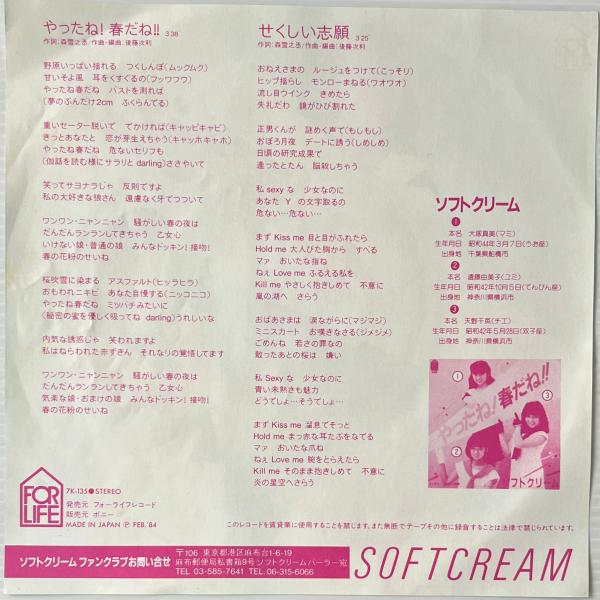 やったね!春だね!! 3 38
作詞:森雪之丞/作曲・編曲:後藤次利
野原いっぱい揺れる つくしんぼ(ムックムク)
甘いそよ風 耳をくすぐるの(フッワフワ)
やったね春だね バストを測れば
(夢のぶんだけ2cm ふくらんでる)
重いセーター脱いて てかければ(キャッピキャピ)
きっとあなたと 恋が芽生えちゃう(キャッホキャホ)
やったね春だね 危ないセリフも
(伽話を読む様にサラリと darling)ささやいて
笑ってサヨナラじゃ 反則ですよ
私の大好きな狼さん 遠慮なく牙でつついて
ワンワン・ニャンニャン 騒がしい春の夜は
だんだんランランしてきちゃう 乙女心
いけない娘・普通の娘 みんなドッキン!接吻!
春の花粉のせいね
桜吹雪に染まる アスファルト(ヒッラヒラ)
おもわれニキビ あなた自慢する(ニッコニコ)
やったね春だね ミツバチみたいに
(秘密の蜜を優しく吸ってね darling)うれしいな
内気な誘惑じゃ 笑われますよ
私はねらわれた赤ずきん それなりの覚悟してます
ワンワン・ニャンニャン 騒がしい春の夜は
だんだんランランしてきちゃう 乙女心
気楽な娘・おまけの娘 みんなドッキン!接吻!
春の花粉のせいね
せくしい志願 3 25
作詞:森雪之丞/作曲・編曲:後藤次利
おねえさまの ルージュをつけて(こっそり)
ヒップ揺らし モンローまねる(ワオワオ)
流し目ウインク きめたら
失礼だわ 鏡がひび割れた
正男くんが 謎めく声で(もしもし)
おぼろ月夜 デートに誘う(しめしめ)
日頃の研究成果で
逢ったとたん 脳殺しちゃう
私 sexy な 少女なのに
あなた Y の文字取るの
危ない…危ない…
まず Kiss me 目と目がふれたら
Hold me 大人びた胸から すべる
マァ おいたな指ね
ねぇ Love me ふるえる私を
Kill me やさしく抱きしめて 不意に
嵐の湖へ さらう
おばあさまは 涙ながらに(マジマジ)
ミニスカート お嘆きなさる(ジメジメ)
ごめんね 若さの罪なの
散ったあとの桜は 嫌い
私 Sexy な 少女なのに
青い未熟さも魅力
どうでしょ…そうでしょ…
まず Kiss me 溜息でそっと
Hold me まっ赤な耳たぶをなてる
マァ おいたな爪ね
ねぇ Love me 腕をとらえたら
Kill me そのまま抱きしめて 不意に
炎の星空へさらう
ソフトクリーム
1
本名 大塚真美(マミ)
生年月日 昭和44年3月7日(うお座)
出身地 千葉県船橋市
2
本名 遠藤由美子(ユミ)
生年月日 昭和42年10月5日(てんびん座)
出身地 神奈川県横浜市
3
本名 天野千英(チエ)
生年月日 昭和42年5月28日(双子座)
出身地 神奈川県横浜市
やったね!春だね!!
1
2
3
フトクリーム
FOR
LIFE
7K-135●STEREO
発売元 フォーライフレコード
販売元 ポニー
MADE IN JAPAN Ⓟ FEB.'84
このレコードを賃貸業に使用することを禁じます。また無断でテープその他に録音することは法律で禁じられています。
ソフトクリーム ファンクラブお問い合せ
〒106 東京都港区麻布台1-6-19
麻布郵便局私書箱9号 ソフトクリームパーラー宛
TEL 03-585-7641 TEL 06-315-6066
SOFTCREAM